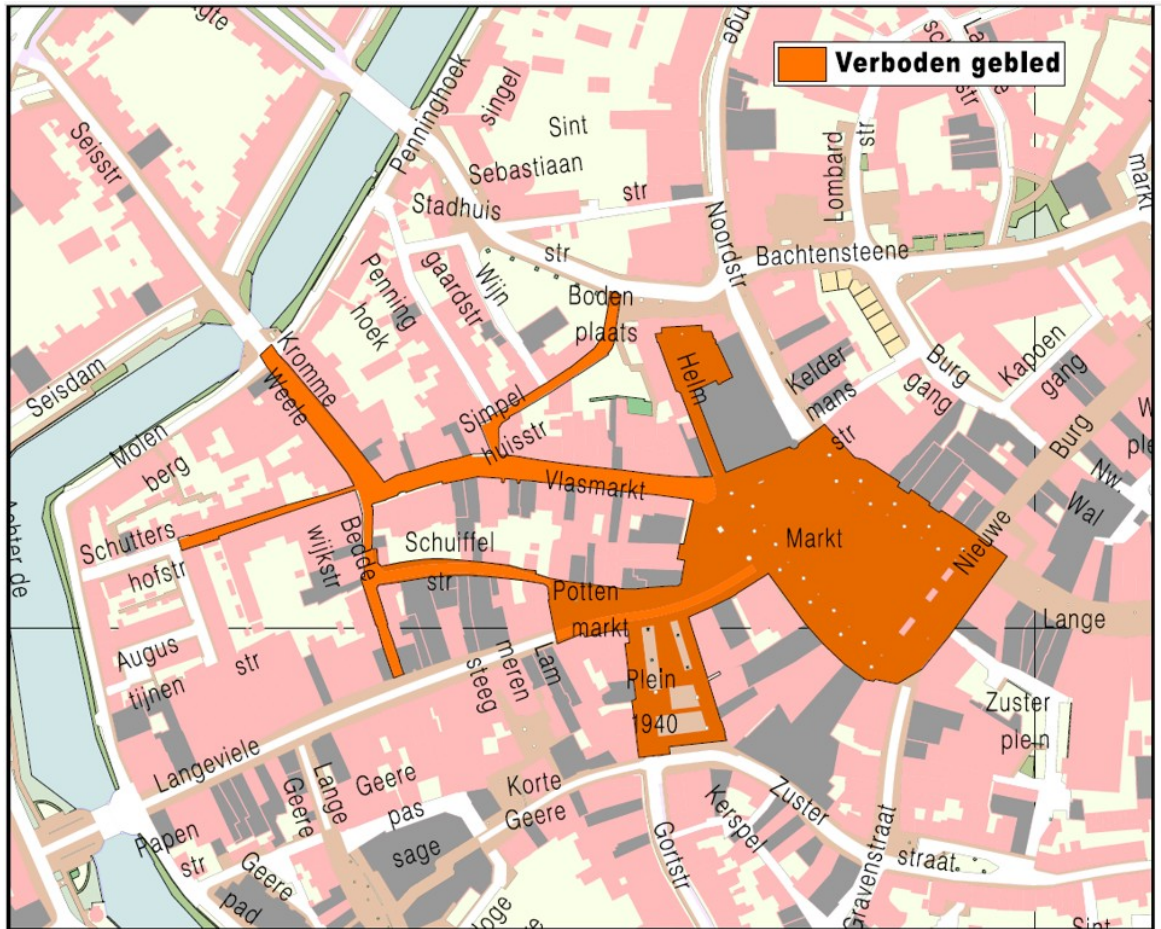 Verboden gebied
Seisstr
Penninghoek
singel
Sint
Sebastiaan
str
Stadhuis
str
Noordstr
Lombard
str
Bachtensteene
markt
Penning
hoek
Wijn
gaardstr
Boden
plaats
Helm
Kelder
mans
str
Burg
gang
Kapoen
gang
Burg
Nieuwe
Nw.
Wal
Seisdam
Kromme
Weele
Molen
berg
Simpel
huisstr
Vlasmarkt
Markt
Achter de
Schutters
hofstr
Bedde
wijkstr
Schuiffel
str
Potten
markt
Lange
Augus
tijnen
str
Lam
meren
steeg
Plein
1940
Zuster
plein
Langeviele
Lange
Geere
Geere
pas
sage
Korte
Geere
Gortstr
Kerspel
Zuster
straat
Gravenstraat
Papen
str
Geere
pad
Sint